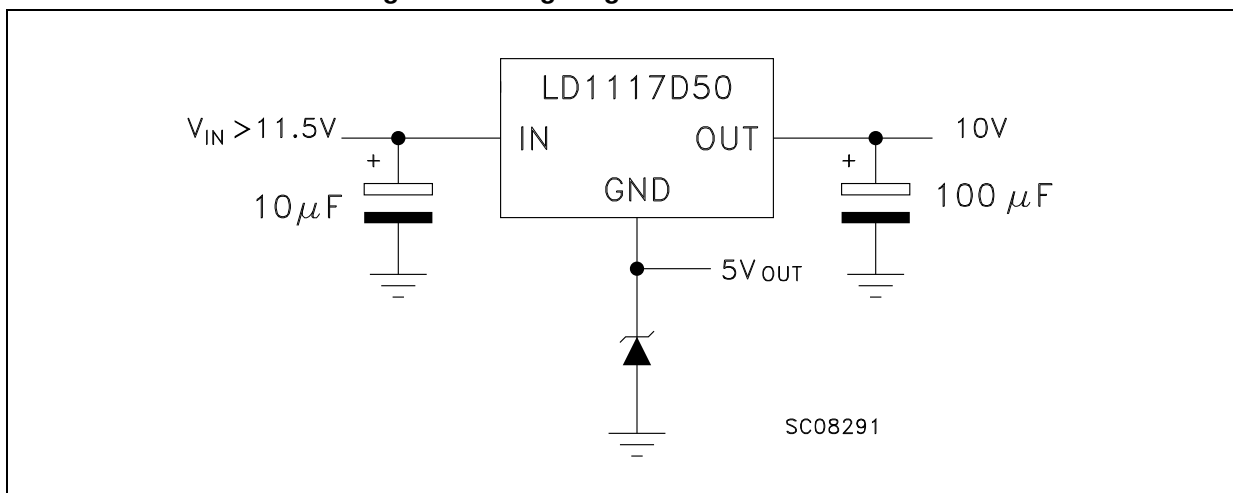 LD1117D50
V_IN >11.5V
IN
OUT
10V
+
+
GND
10μF
100 μF
5V_OUT
SC08291